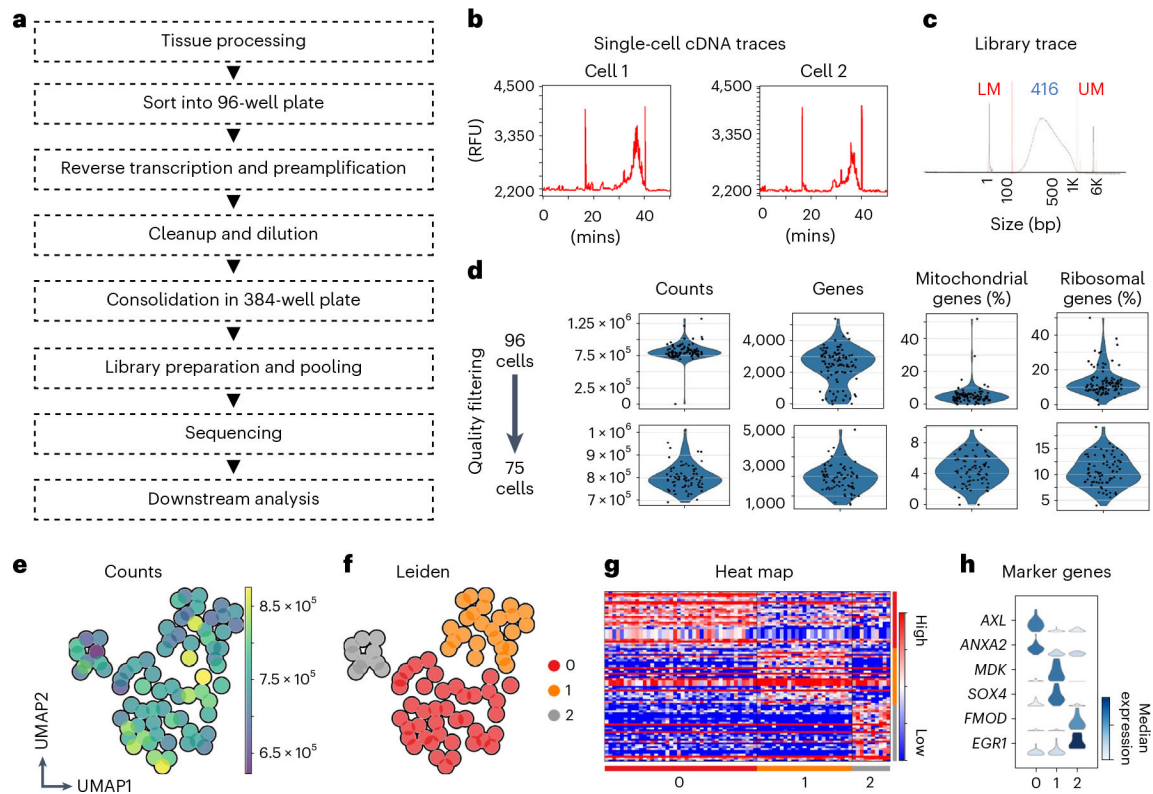 a
Tissue processing
Sort into 96-well plate
Reverse transcription and preamplification
Cleanup and dilution
Consolidation in 384-well plate
Library preparation and pooling
Sequencing
Downstream analysis
b
Single-cell cDNA traces
Cell 1
Cell 2
4,500
3,350
2,200
(RFU)
0
20
40
(mins)
4,500
3,350
2,200
0
20
40
(mins)
c
Library trace
LM
416
UM
1
100
500
1K
6K
Size (bp)
d
Counts
Genes
Mitochondrial
genes (%)
Ribosomal
genes (%)
Quality filtering
96
cells
75
cells
1.25 × 10⁶
7.5 × 10⁵
2.5 × 10⁵
0
4,000
2,000
0
40
20
0
40
20
0
1 × 10⁶
9 × 10⁵
8 × 10⁵
7 × 10⁵
5,000
3,000
1,000
8
4
0
15
10
5
e
Counts
8.5 × 10⁵
7.5 × 10⁵
6.5 × 10⁵
UMAP2
UMAP1
f
Leiden
0
1
2
g
Heat map
High
Low
0
1
2
h
Marker genes
AXL
ANXA2
MDK
SOX4
FMOD
EGR1
0 1 2
Median
expression